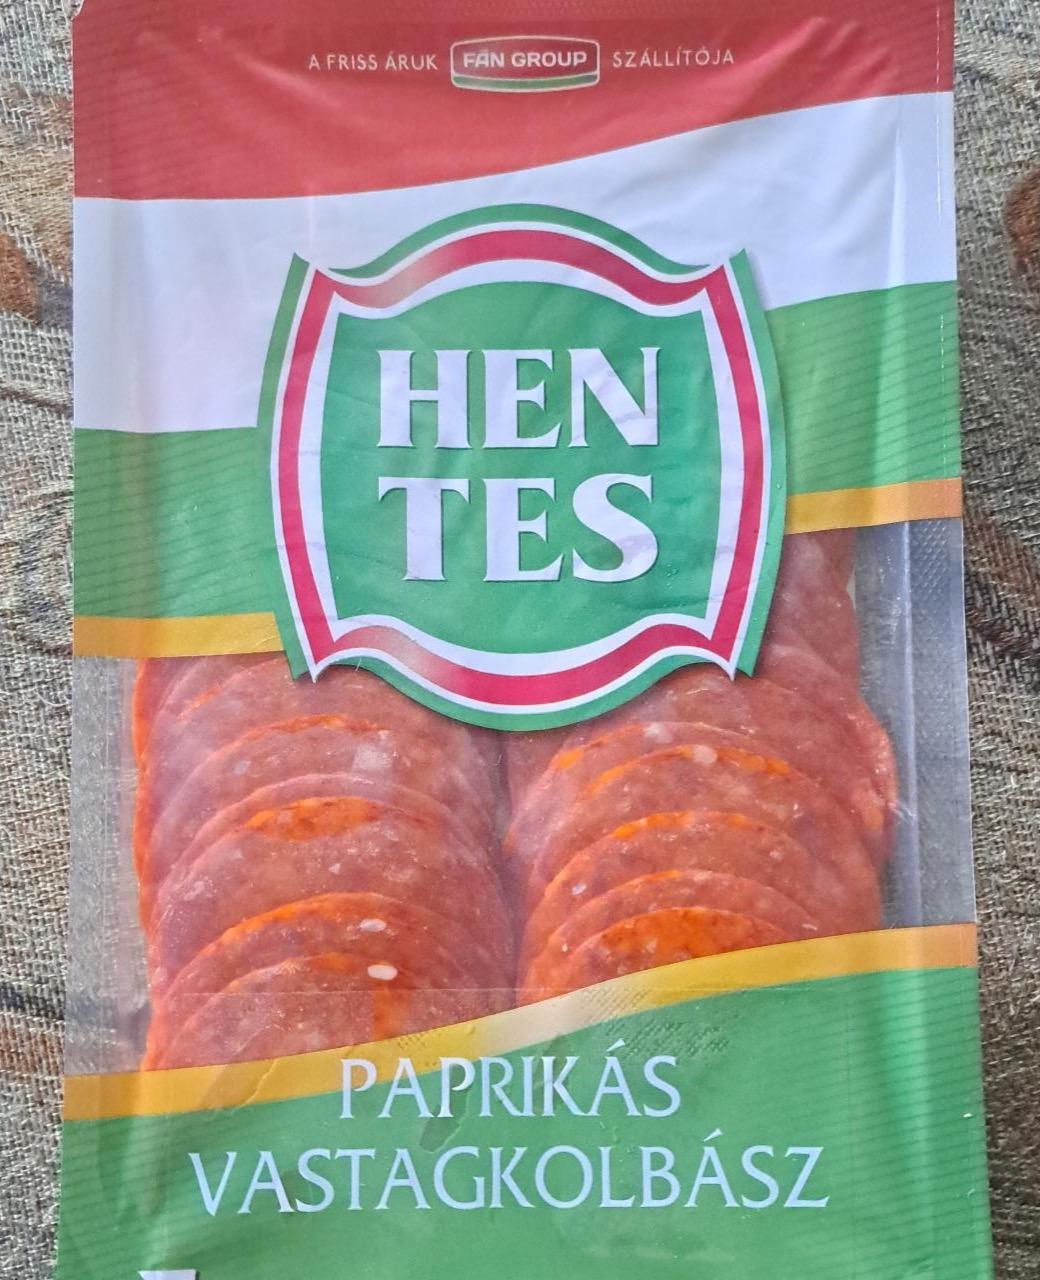 A FRISS ÁRUK FÁN GROUP SZÁLLÍTÓJA
HEN
TES
PAPRIKÁS
VASTAGKOLBÁSZ